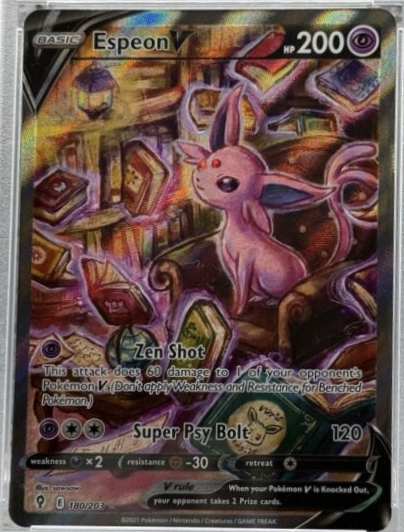 BASIC Espeon V HP 200
Zen Shot
This attack does 60 damage to 1 of your opponent's
Pokémon V. (Don't apply Weakness and Resistance for Benched
Pokémon.)
Super Psy Bolt 120
weakness ×2 resistance -30 retreat
Illus. sowsow
V rule
When your Pokémon V is Knocked Out,
your opponent takes 2 Prize cards.
E 180/203
©2021 Pokémon / Nintendo / Creatures / GAME FREAK